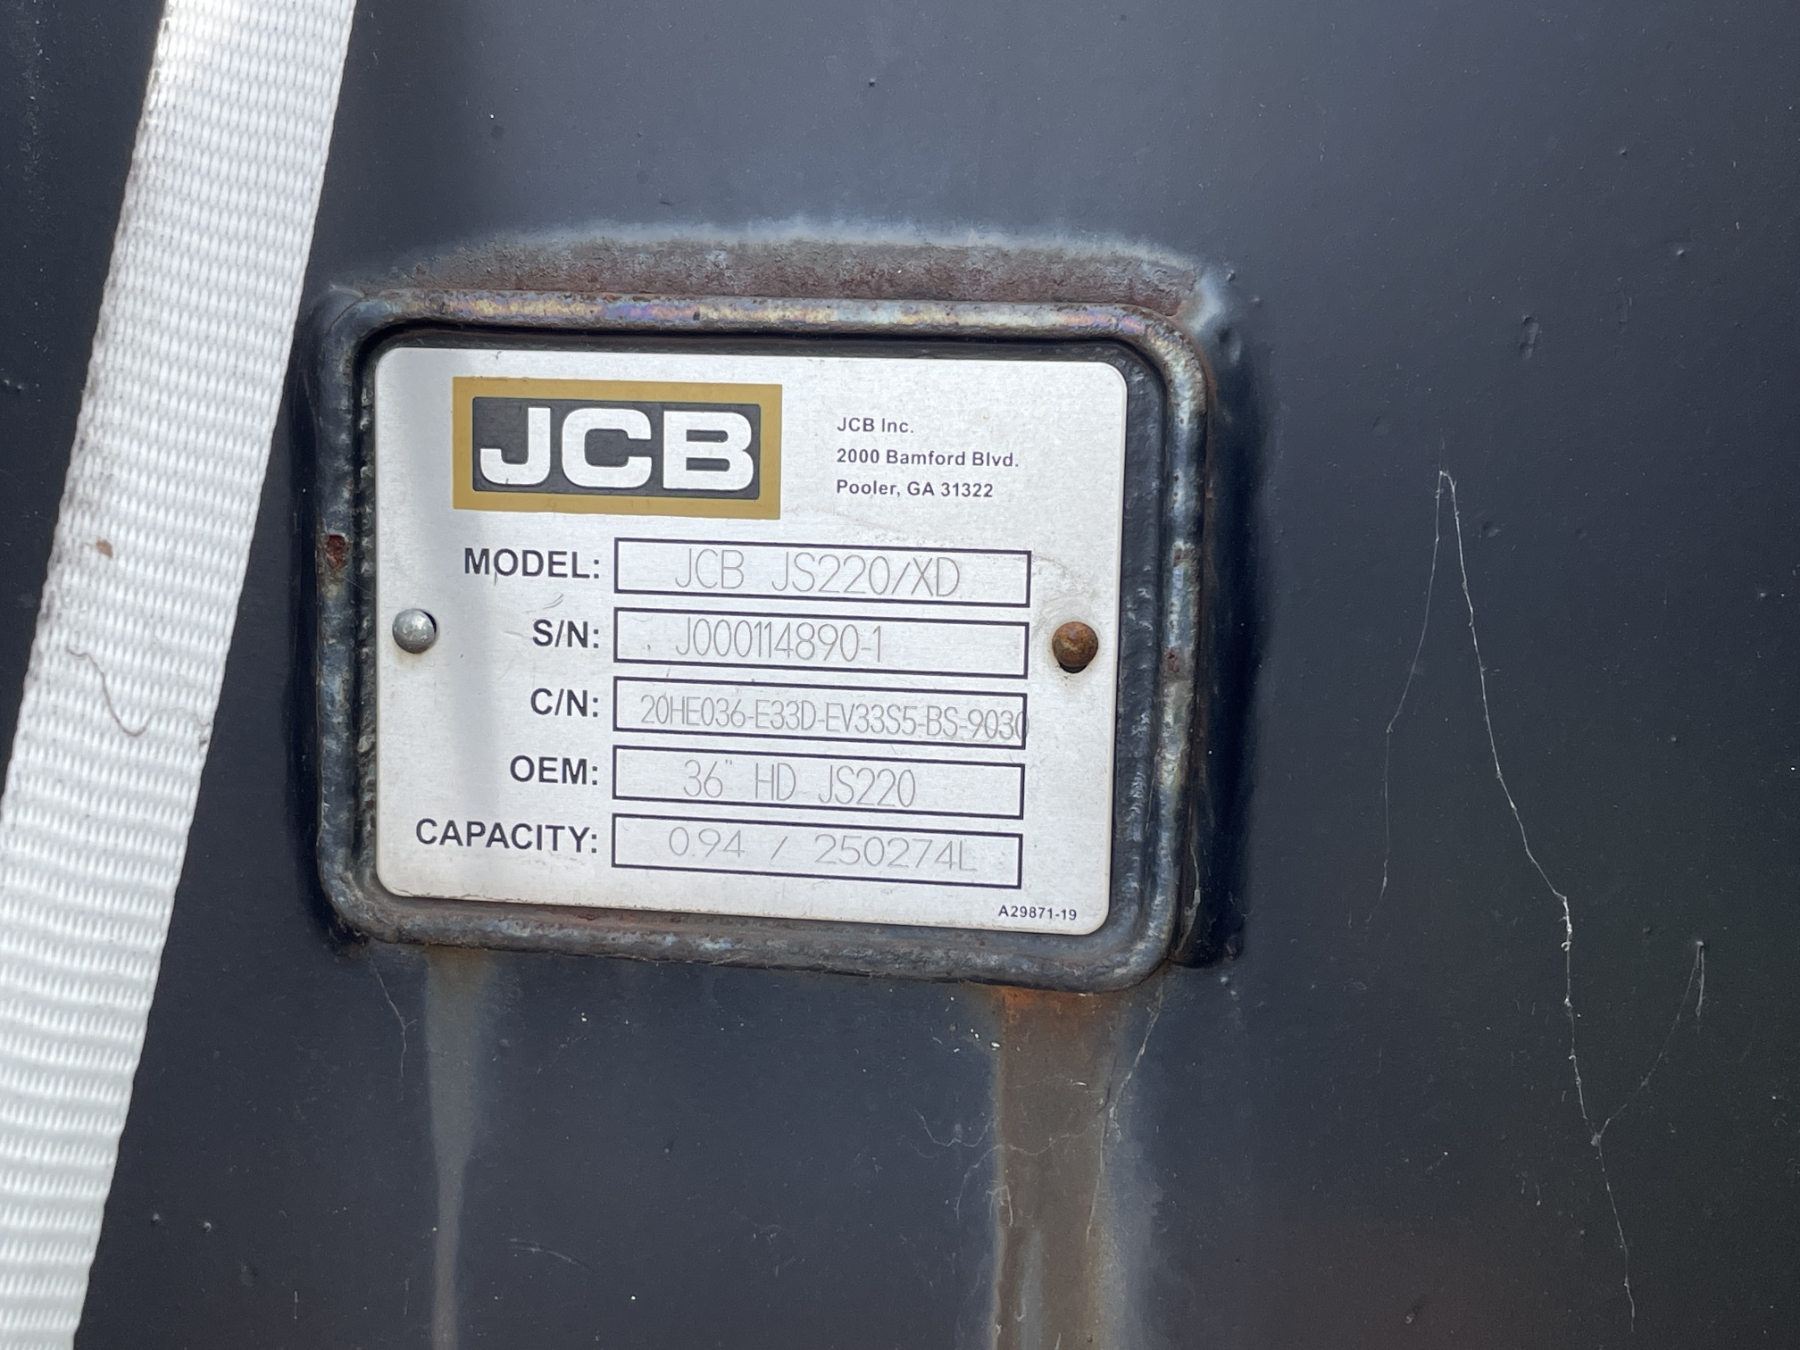 JCB
JCB Inc.
2000 Bamford Blvd.
Pooler, GA 31322
MODEL: JCB JS220/XD
S/N: J000114890-1
C/N: 20HE036-E33D-EV33S5-BS-9030
OEM: 36" HD JS220
CAPACITY: 0.94 / 250274L
A29871-19